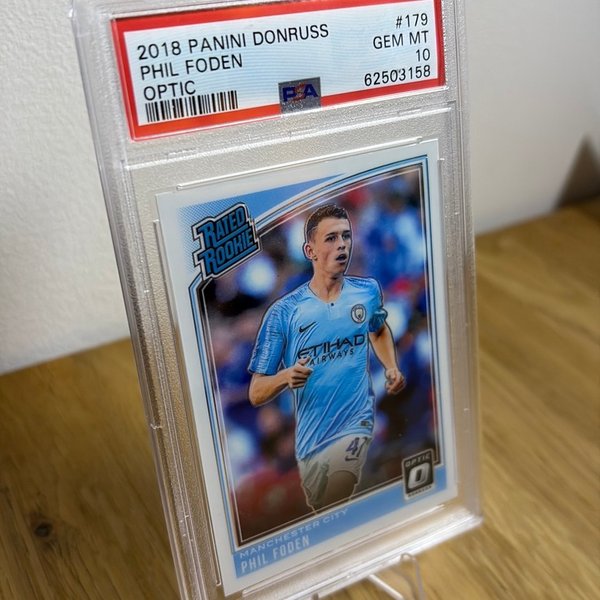 2018 PANINI DONRUSS #179
PHIL FODEN GEM MT
OPTIC 10
62503158
PSA
RATED
ROOKIE
ETIHAD
AIRWAYS
4
OPTIC
MANCHESTER CITY
PHIL FODEN